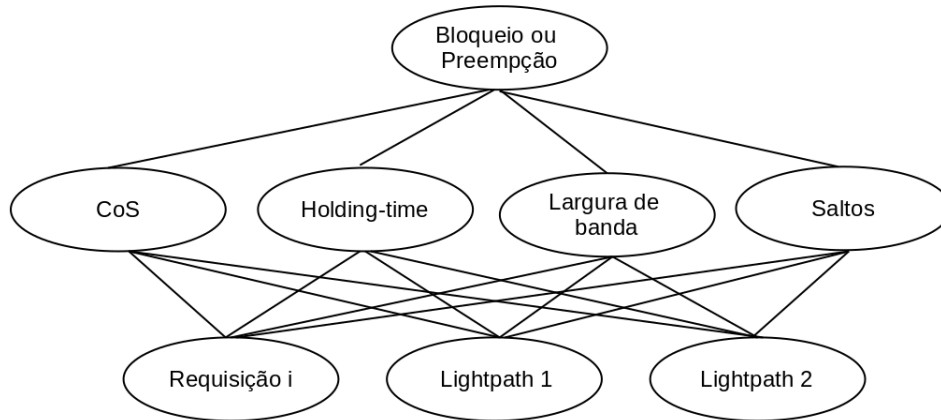 Bloqueio ou
Preempção
CoS
Holding-time
Largura de
banda
Saltos
Requisição i
Lightpath 1
Lightpath 2